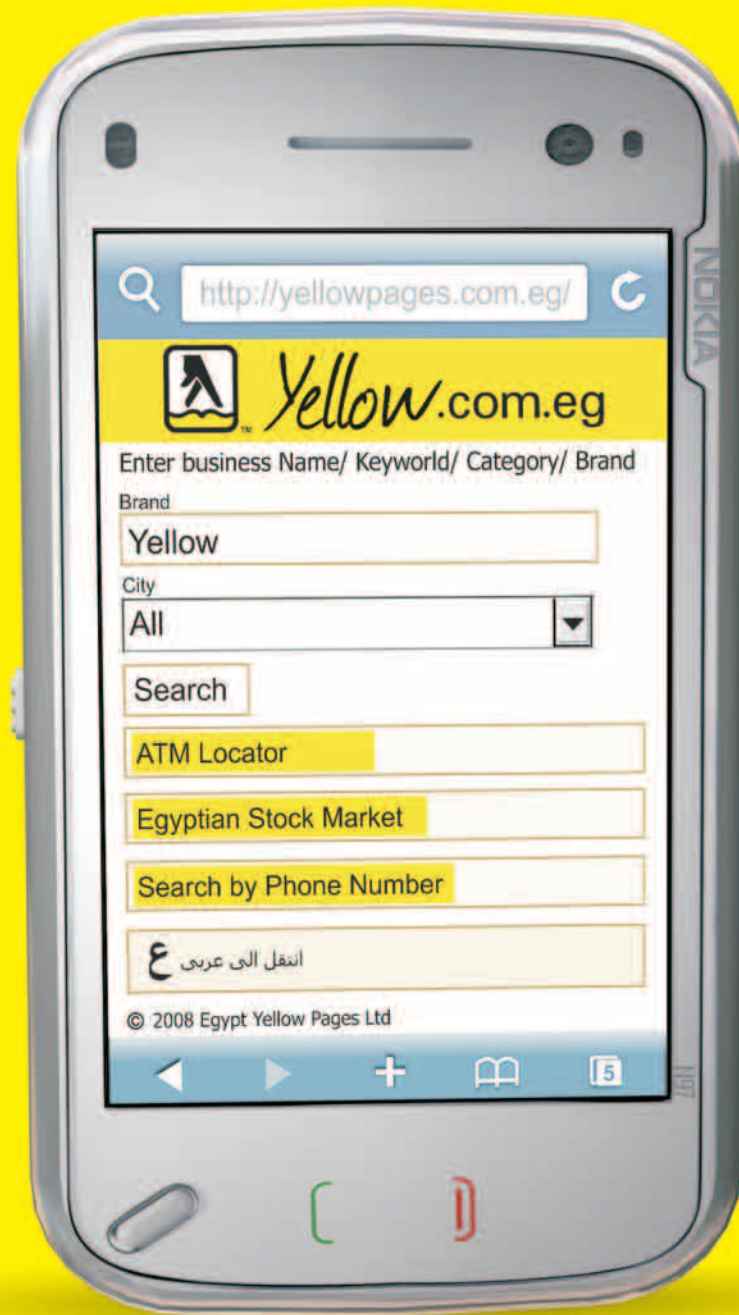 NOKIA
http://yellowpages.com.eg/
Yellow.com.eg
TM
Enter business Name/ Keyworld/ Category/ Brand
Brand
Yellow
City
All
Search
ATM Locator
Egyptian Stock Market
Search by Phone Number
انتقل الى عربى ع
© 2008 Egypt Yellow Pages Ltd
5
N97